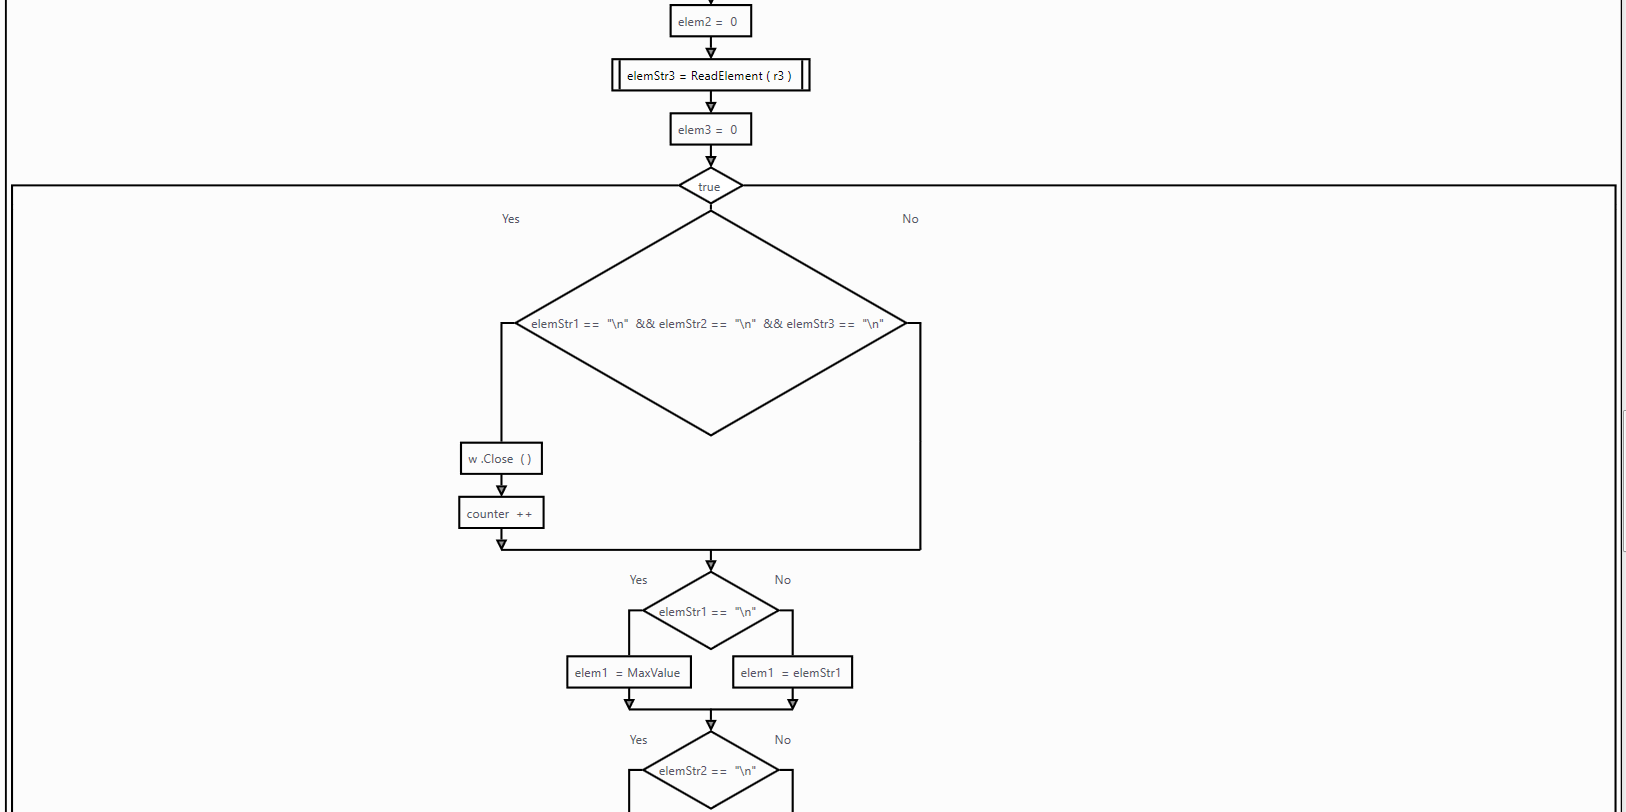 elem2 = 0
elemStr3 = ReadElement ( r3 )
elem3 = 0
true
Yes
No
elemStr1 == "\n" && elemStr2 == "\n" && elemStr3 == "\n"
w .Close ( )
counter ++
Yes
No
elemStr1 == "\n"
elem1 = MaxValue
elem1 = elemStr1
Yes
No
elemStr2 == "\n"